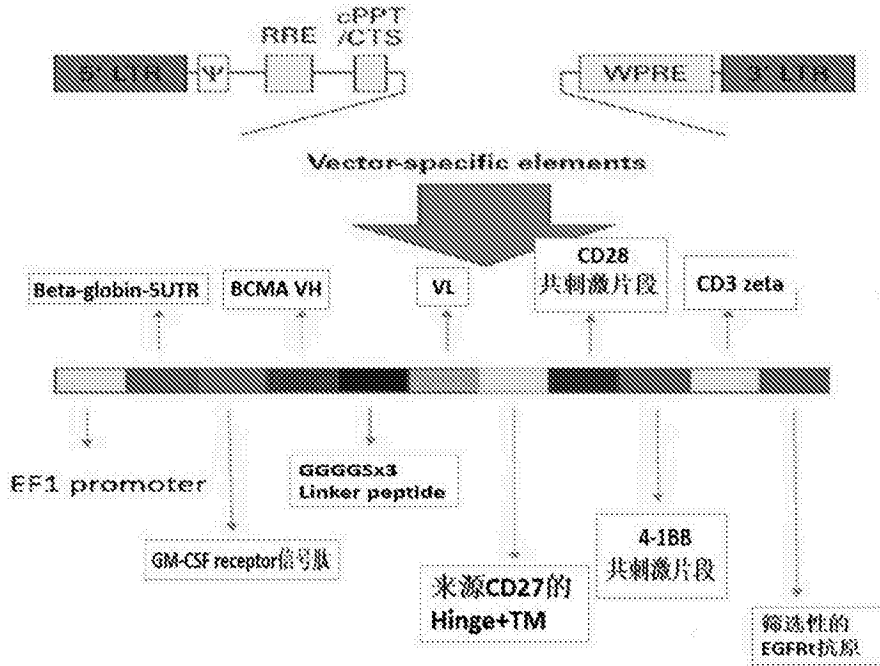 cPPT
RRE
/CTS
5' LTR
Ψ
WPRE
3' LTR
Vector-specific elements
CD28
共刺激片段
Beta-globin-5UTR
BCMA VH
VL
CD3 zeta
EF1 promoter
GGGGSx3
Linker peptide
GM-CSF receptor信号肽
4-1BB
共刺激片段
来源CD27的
Hinge+TM
筛选性的
EGFRt抗原